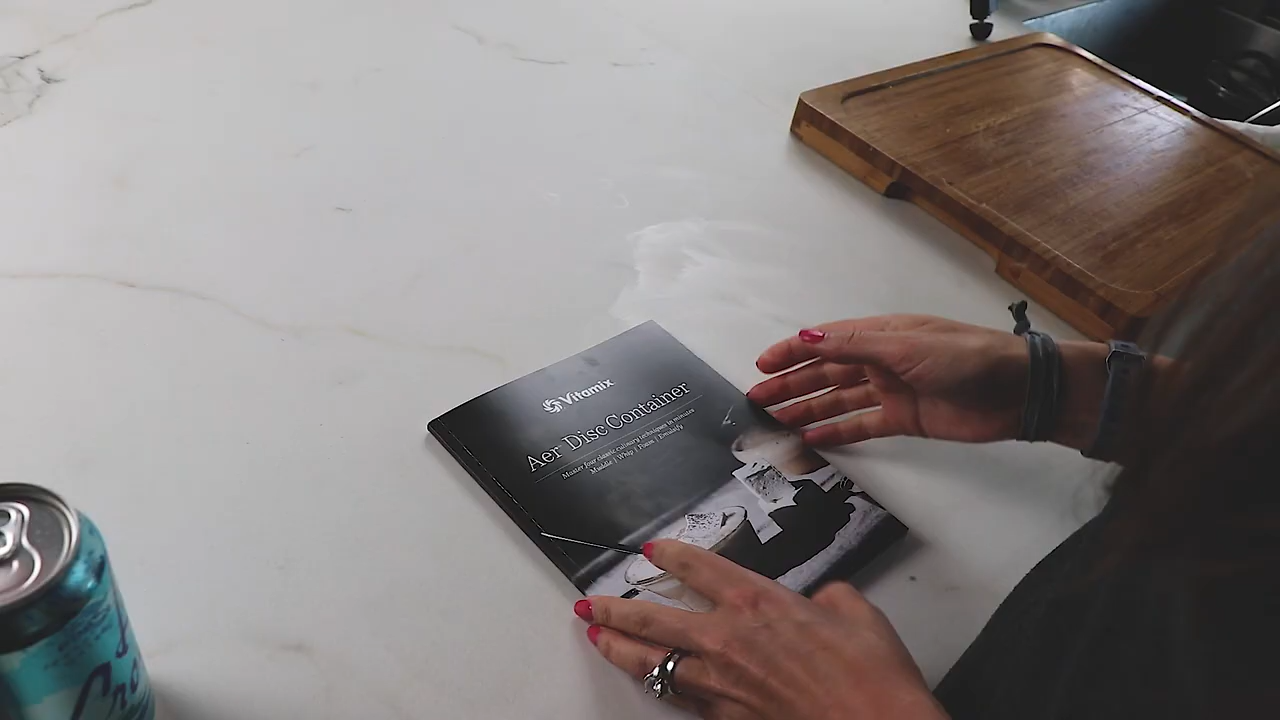 Vitamix
Aer Disc Container
Master four classic culinary techniques in minutes
Muddle | Whip | Foam | Emulsify